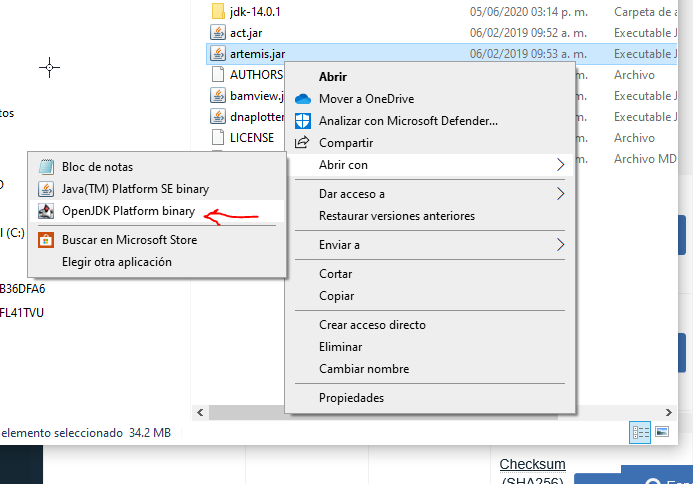 jdk-14.0.1 05/06/2020 03:14 p. m. Carpeta de a
act.jar 06/02/2019 09:52 a. m. Executable J
artemis.jar 06/02/2019 09:53 a. m. Executable J
AUTHORS m. Archivo
bamview.j m. Executable J
dnaplotter m. Executable J
LICENSE m. Archivo
m. Archivo MD
Abrir
Mover a OneDrive
Analizar con Microsoft Defender...
Compartir
Abrir con
Dar acceso a
Restaurar versiones anteriores
Enviar a
Cortar
Copiar
Crear acceso directo
Eliminar
Cambiar nombre
Propiedades
Bloc de notas
Java(TM) Platform SE binary
OpenJDK Platform binary
Buscar en Microsoft Store
Elegir otra aplicación
tos
l (C:)
B36DFA6
FL41TVU
elemento seleccionado 34.2 MB
Checksum
(SHA256)